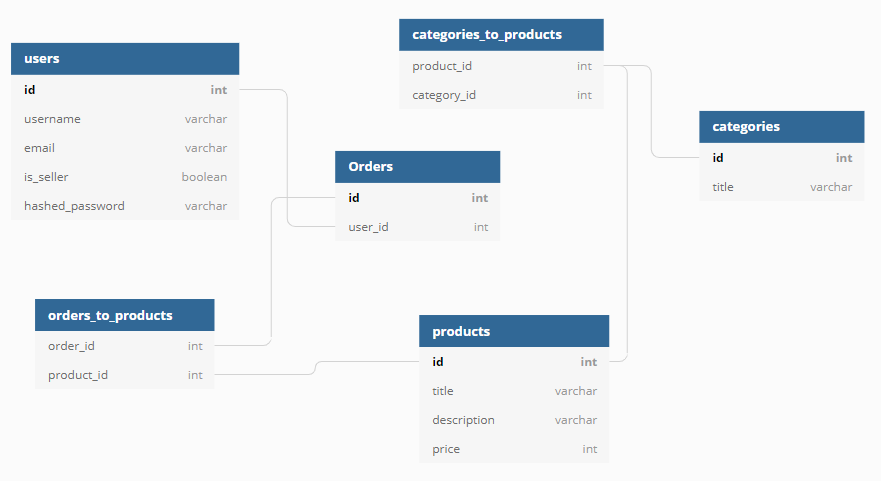 users
id int
username varchar
email varchar
is_seller boolean
hashed_password varchar
categories_to_products
product_id int
category_id int
categories
id int
title varchar
Orders
id int
user_id int
orders_to_products
order_id int
product_id int
products
id int
title varchar
description varchar
price int